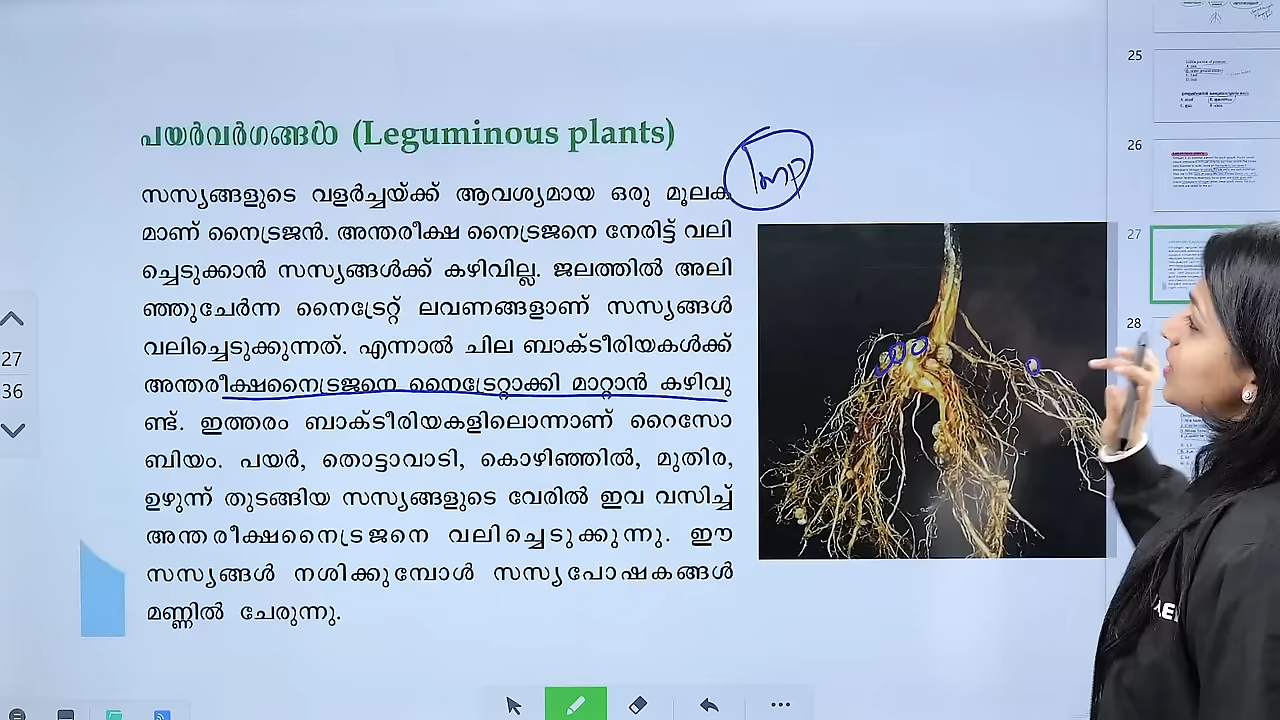 പയർവർഗങ്ങൾ (Leguminous plants)
Imp
സസ്യങ്ങളുടെ വളർച്ചയ്ക്ക് ആവശ്യമായ ഒരു മൂലക
മാണ് നൈട്രജൻ. അന്തരീക്ഷ നൈട്രജനെ നേരിട്ട് വലി
ച്ചെടുക്കാൻ സസ്യങ്ങൾക്ക് കഴിവില്ല. ജലത്തിൽ അലി
ഞ്ഞുചേർന്ന നൈട്രേറ്റ് ലവണങ്ങളാണ് സസ്യങ്ങൾ
വലിച്ചെടുക്കുന്നത്. എന്നാൽ ചില ബാക്ടീരിയകൾക്ക്
അന്തരീക്ഷനൈട്രജനെ നൈട്രേറ്റാക്കി മാറ്റാൻ കഴിവു
ണ്ട്. ഇത്തരം ബാക്ടീരിയകളിലൊന്നാണ് റൈസോ
ബിയം. പയർ, തൊട്ടാവാടി, കൊഴിഞ്ഞിൽ, മുതിര,
ഉഴുന്ന് തുടങ്ങിയ സസ്യങ്ങളുടെ വേരിൽ ഇവ വസിച്ച്
അന്തരീക്ഷനൈട്രജനെ വലിച്ചെടുക്കുന്നു. ഈ
സസ്യങ്ങൾ നശിക്കുമ്പോൾ സസ്യപോഷകങ്ങൾ
മണ്ണിൽ ചേരുന്നു.
27
36
25
26
27
28